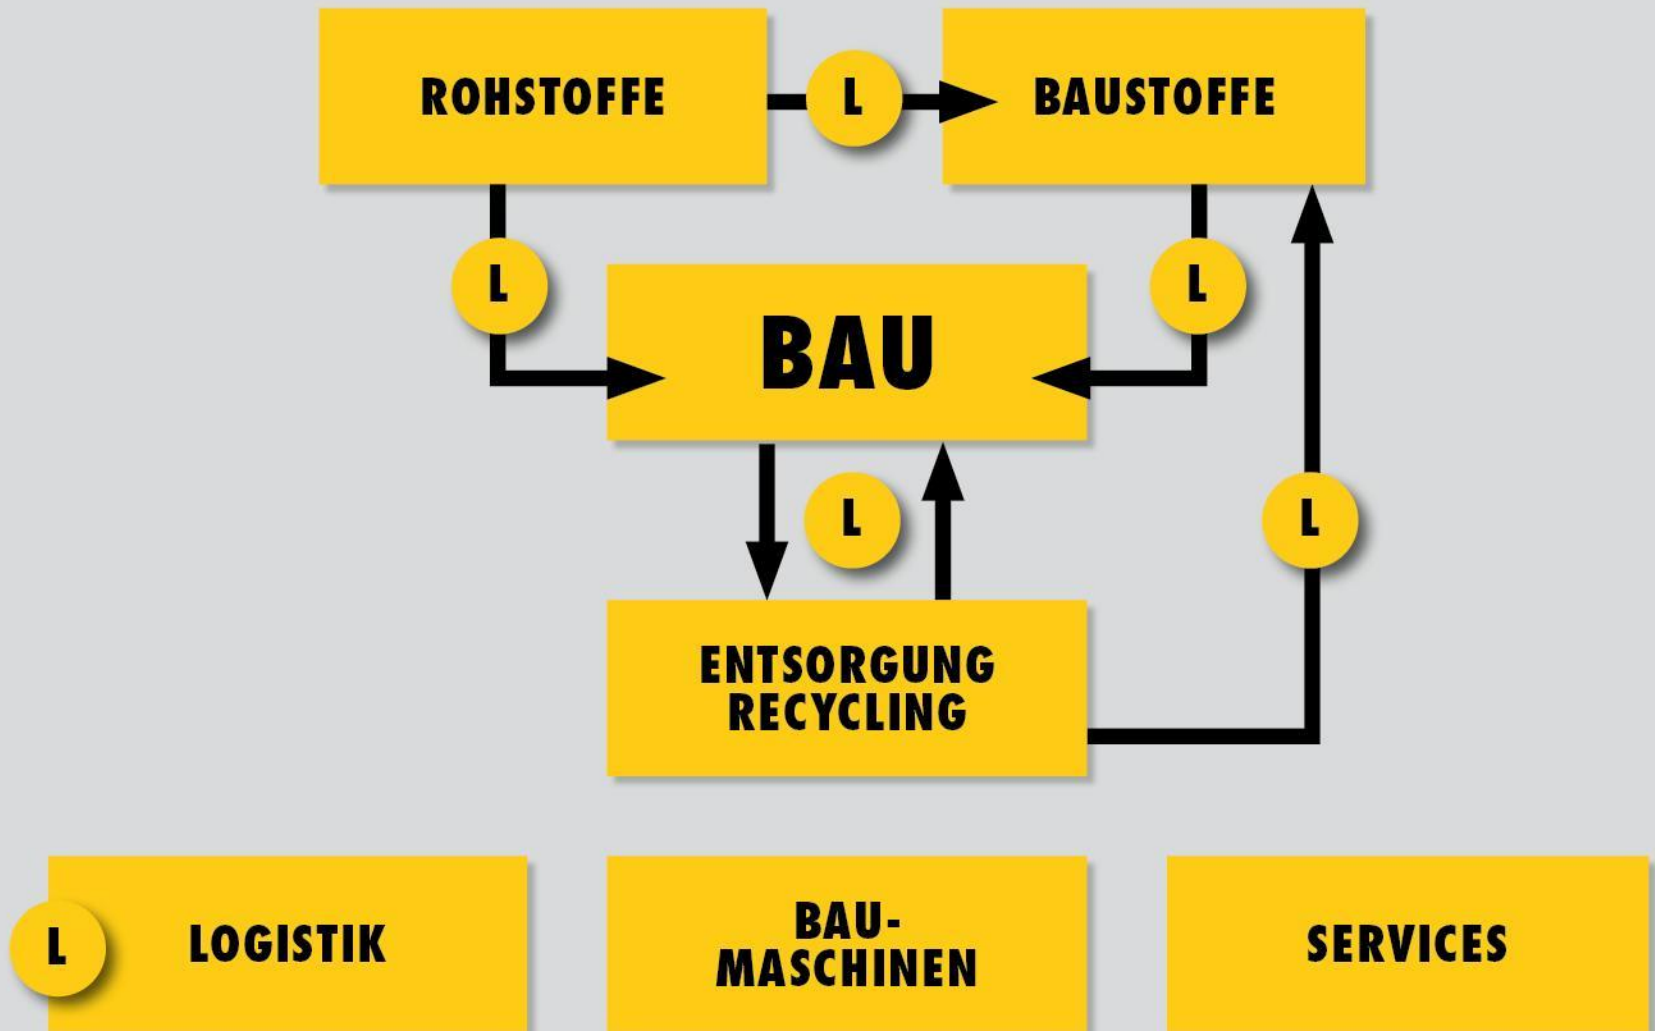 ROHSTOFFE
L
BAUSTOFFE
L
BAU
L
L
L
ENTSORGUNG
RECYCLING
L
LOGISTIK
BAU-
MASCHINEN
SERVICES